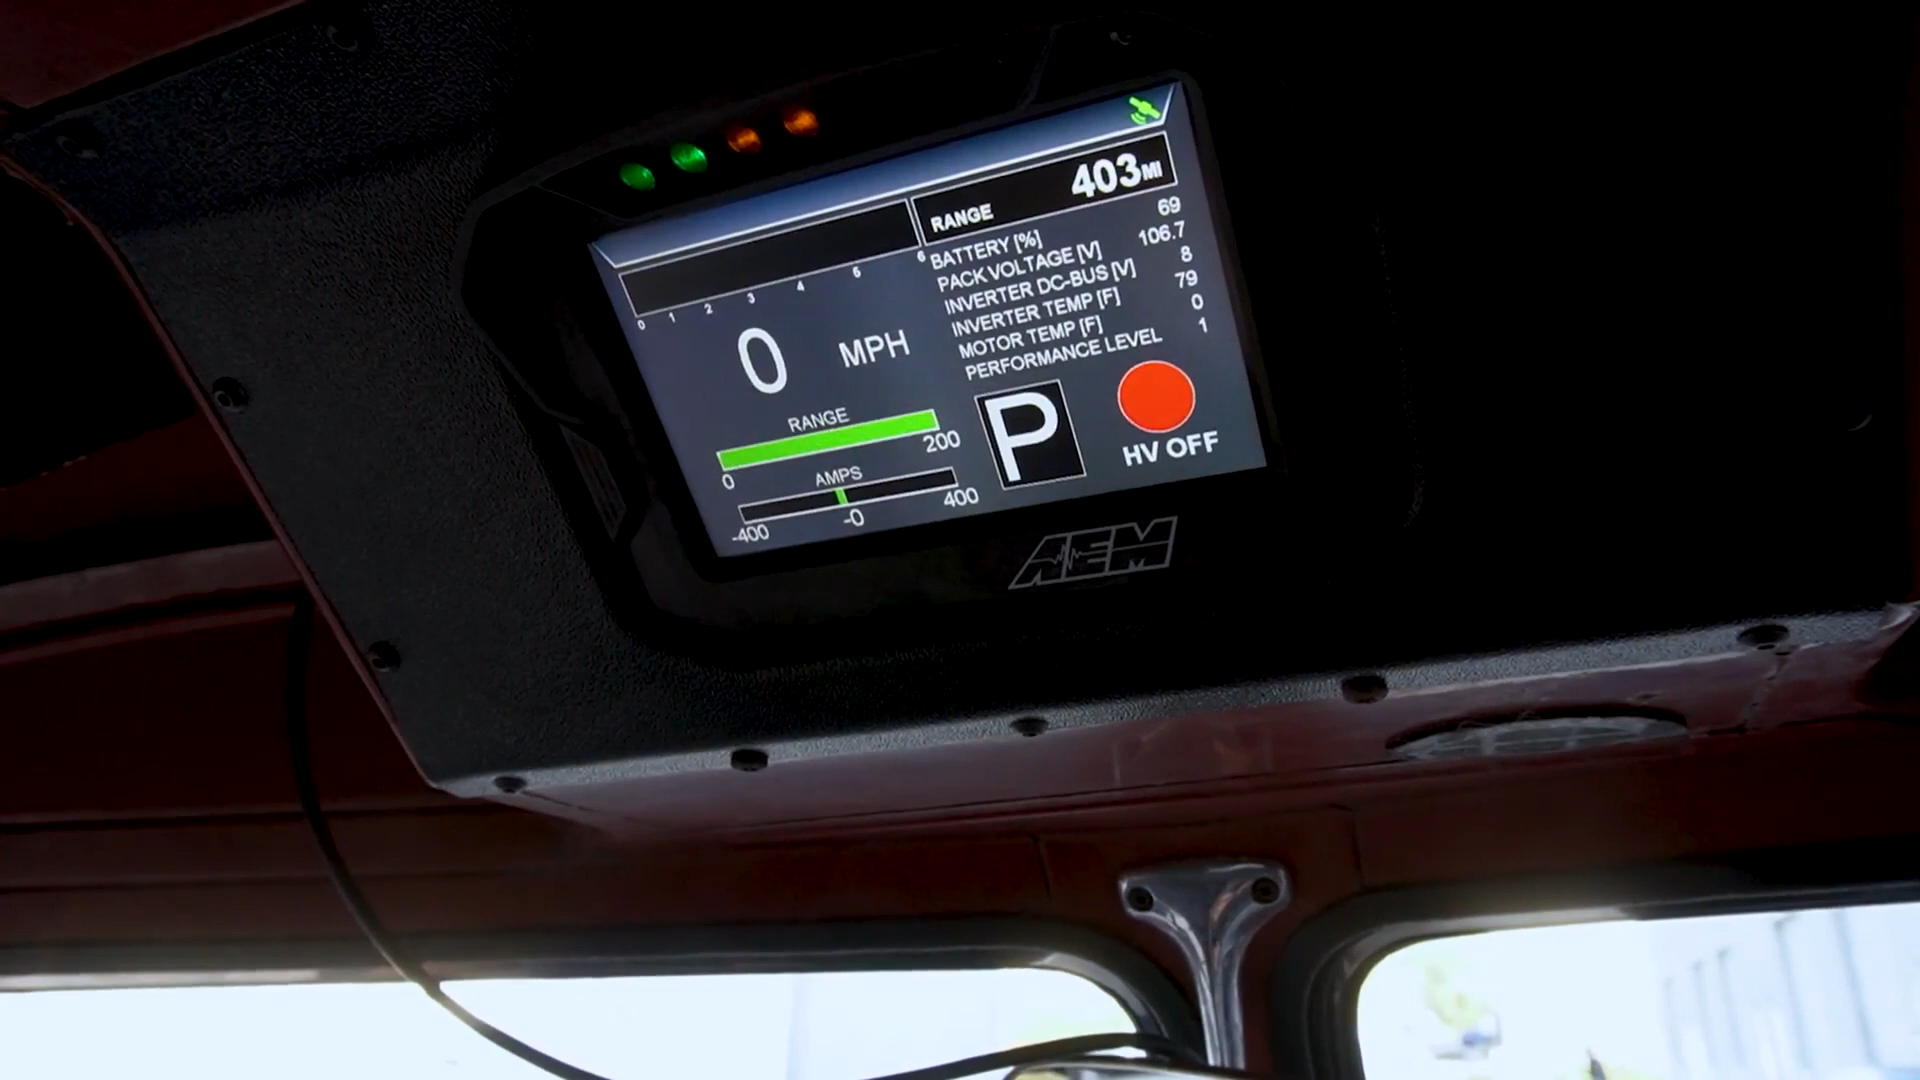 RANGE 403MI
0 1 2 3 4 5 6
0 MPH
BATTERY [%] 69
PACK VOLTAGE [V] 106.7
INVERTER DC-BUS [V] 8
INVERTER TEMP [F] 79
MOTOR TEMP [F] 0
PERFORMANCE LEVEL 1
RANGE
0 200
AMPS
-400 -0 400
P
HV OFF
AEM